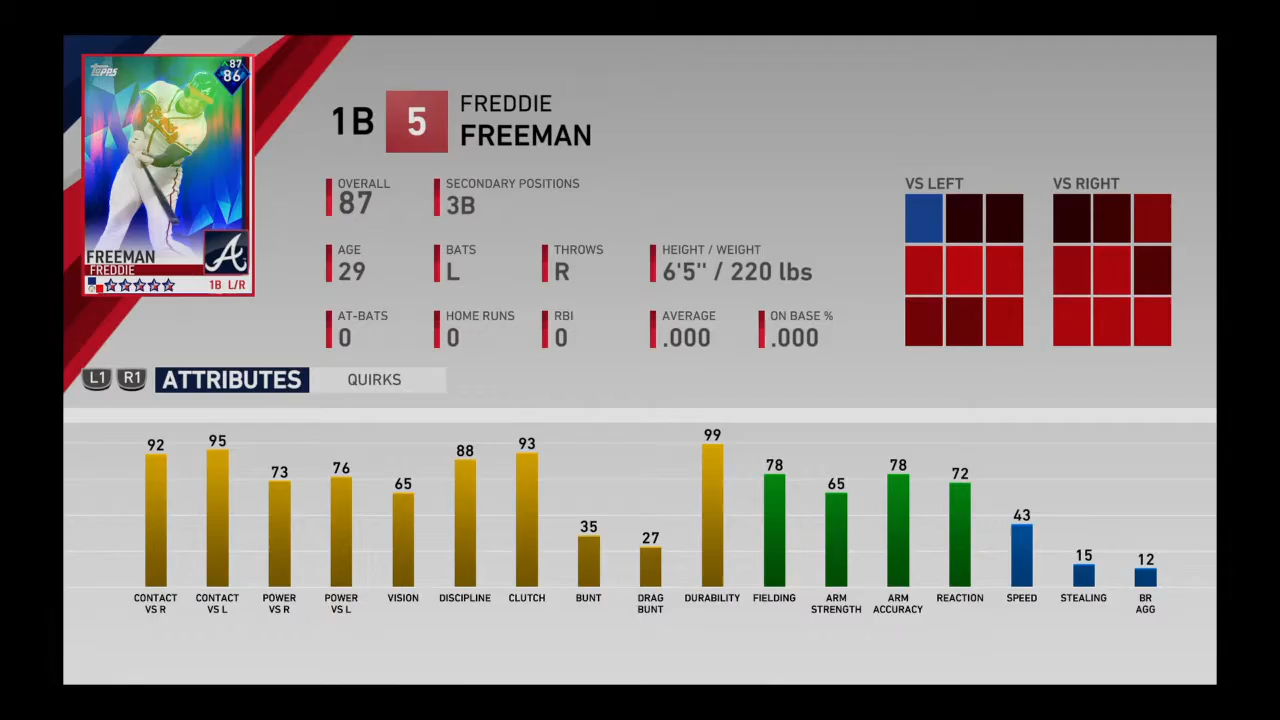 Topps
87
86
FREEMAN
FREDDIE
1B L/R
1B 5 FREDDIE
FREEMAN
OVERALL
87
SECONDARY POSITIONS
3B
AGE
29
BATS
L
THROWS
R
HEIGHT / WEIGHT
6'5" / 220 lbs
AT-BATS
0
HOME RUNS
0
RBI
0
AVERAGE
.000
ON BASE %
.000
VS LEFT
VS RIGHT
L1 R1 ATTRIBUTES QUIRKS
92 95 73 76 65 88 93 35 27 99 78 65 78 72 43 15 12
CONTACT VS R
CONTACT VS L
POWER VS R
POWER VS L
VISION
DISCIPLINE
CLUTCH
BUNT
DRAG BUNT
DURABILITY
FIELDING
ARM STRENGTH
ARM ACCURACY
REACTION
SPEED
STEALING
BR AGG